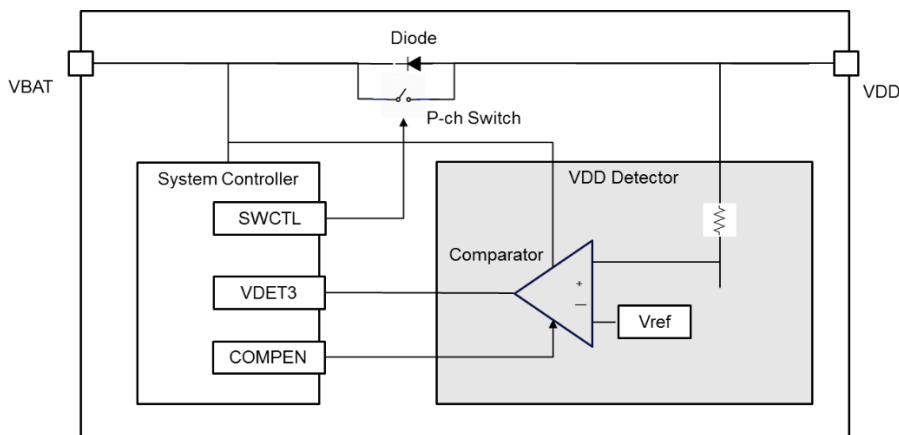 Diode
VBAT
VDD
P-ch Switch
System Controller
VDD Detector
SWCTL
Comparator
VDET3
+
—
Vref
COMPEN